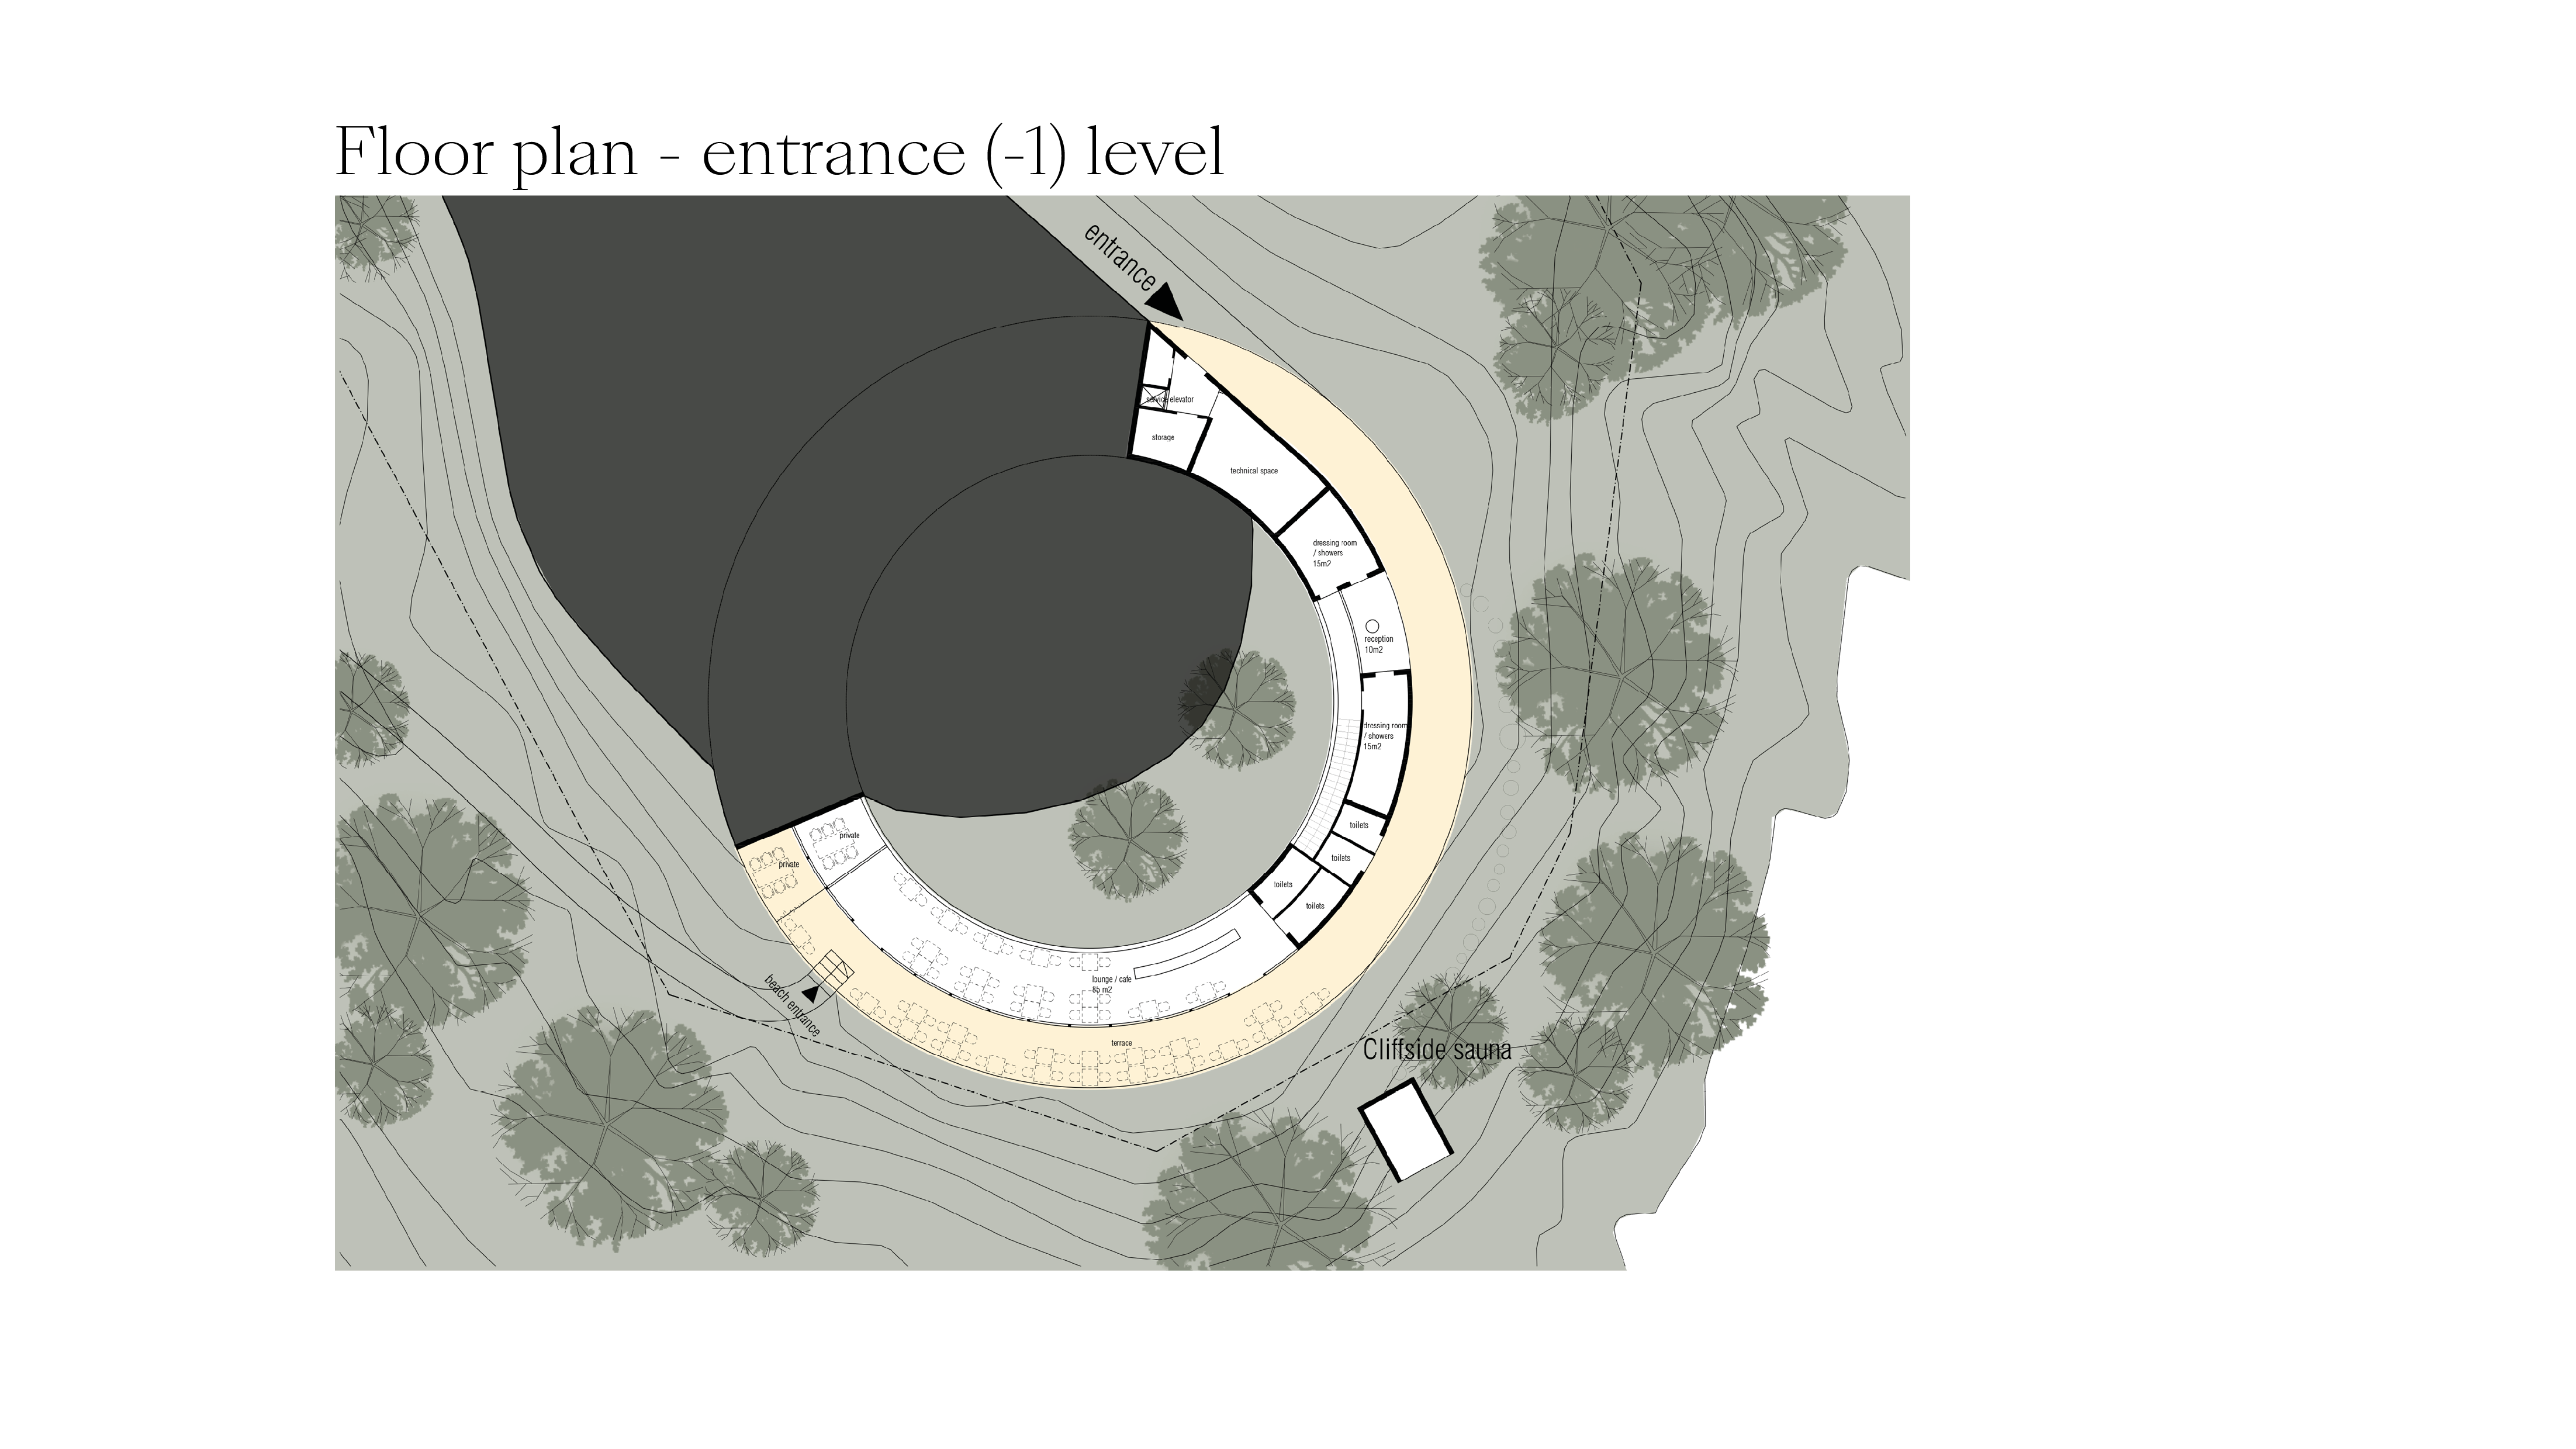 Floor plan - entrance (-1) level
entrance
service elevator
storage
technical space
dressing room
/ showers
15m2
reception
10m2
dressing room
/ showers
15m2
toilets
toilets
toilets
toilets
private
private
lounge / cafe
85 m2
terrace
beach entrance
Cliffside sauna